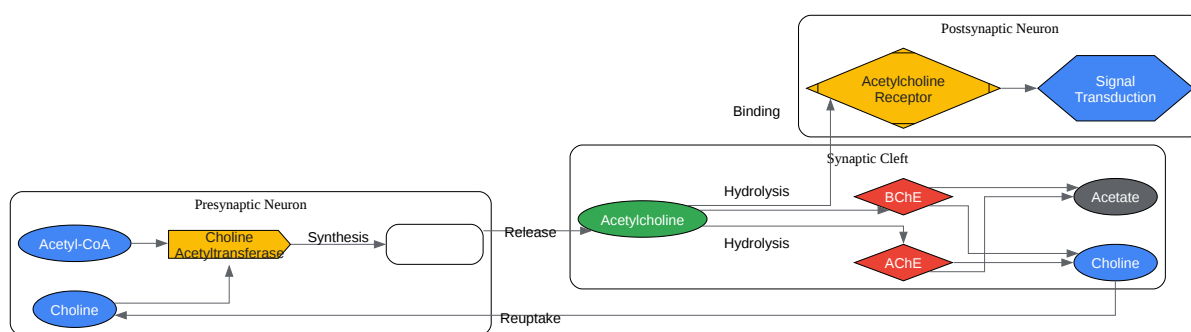 Postsynaptic Neuron
Acetylcholine
Receptor
Signal
Transduction
Binding
Synaptic Cleft
Hydrolysis
BChE
Acetate
Acetylcholine
Hydrolysis
AChE
Choline
Presynaptic Neuron
Acetyl-CoA
Choline
Acetyltransferase
Synthesis
Release
Choline
Reuptake